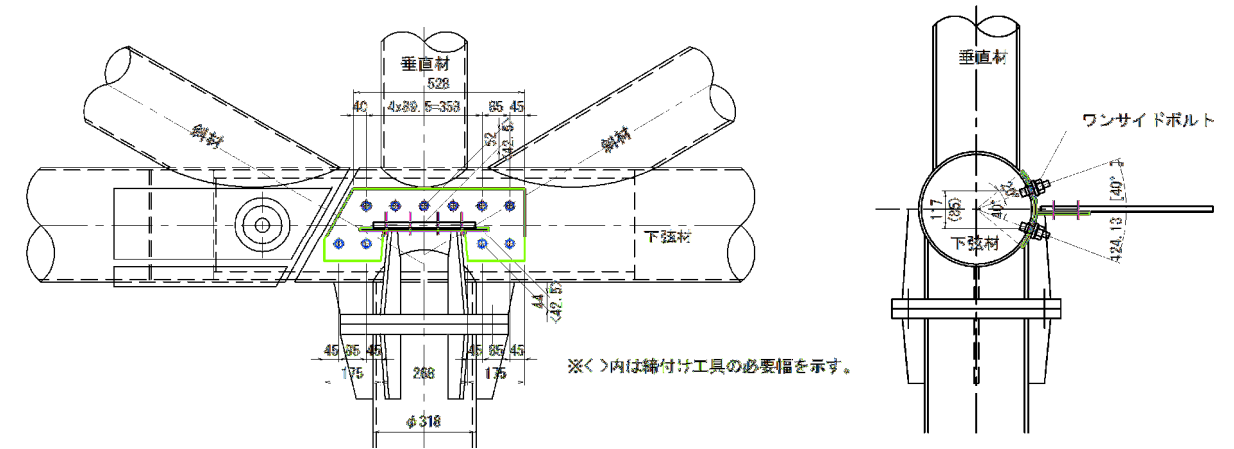 垂直材
528
40
4x89.5=358
85
45
52
<42.5>
斜材
斜材
下弦材
44
<42.5>
45
85
45
45
85
45
175
268
175
φ318
※< >内は締付け工具の必要幅を示す。
垂直材
ワンサイドボルト
117
(85)
40°
下弦材
[40°
424.13